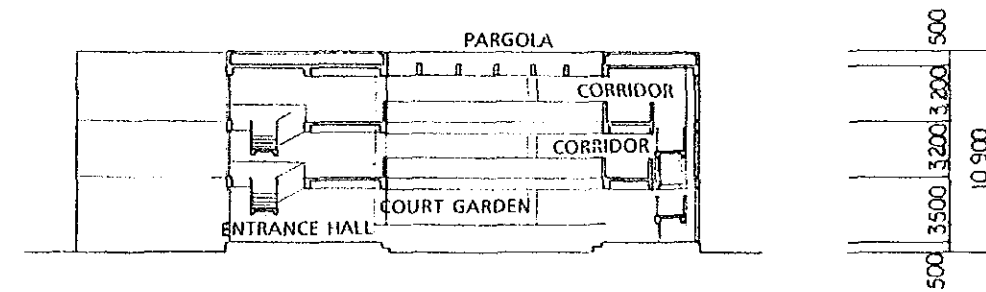 PARGOLA
CORRIDOR
CORRIDOR
COURT GARDEN
ENTRANCE HALL
500
3200
3200
3500
500
10 900